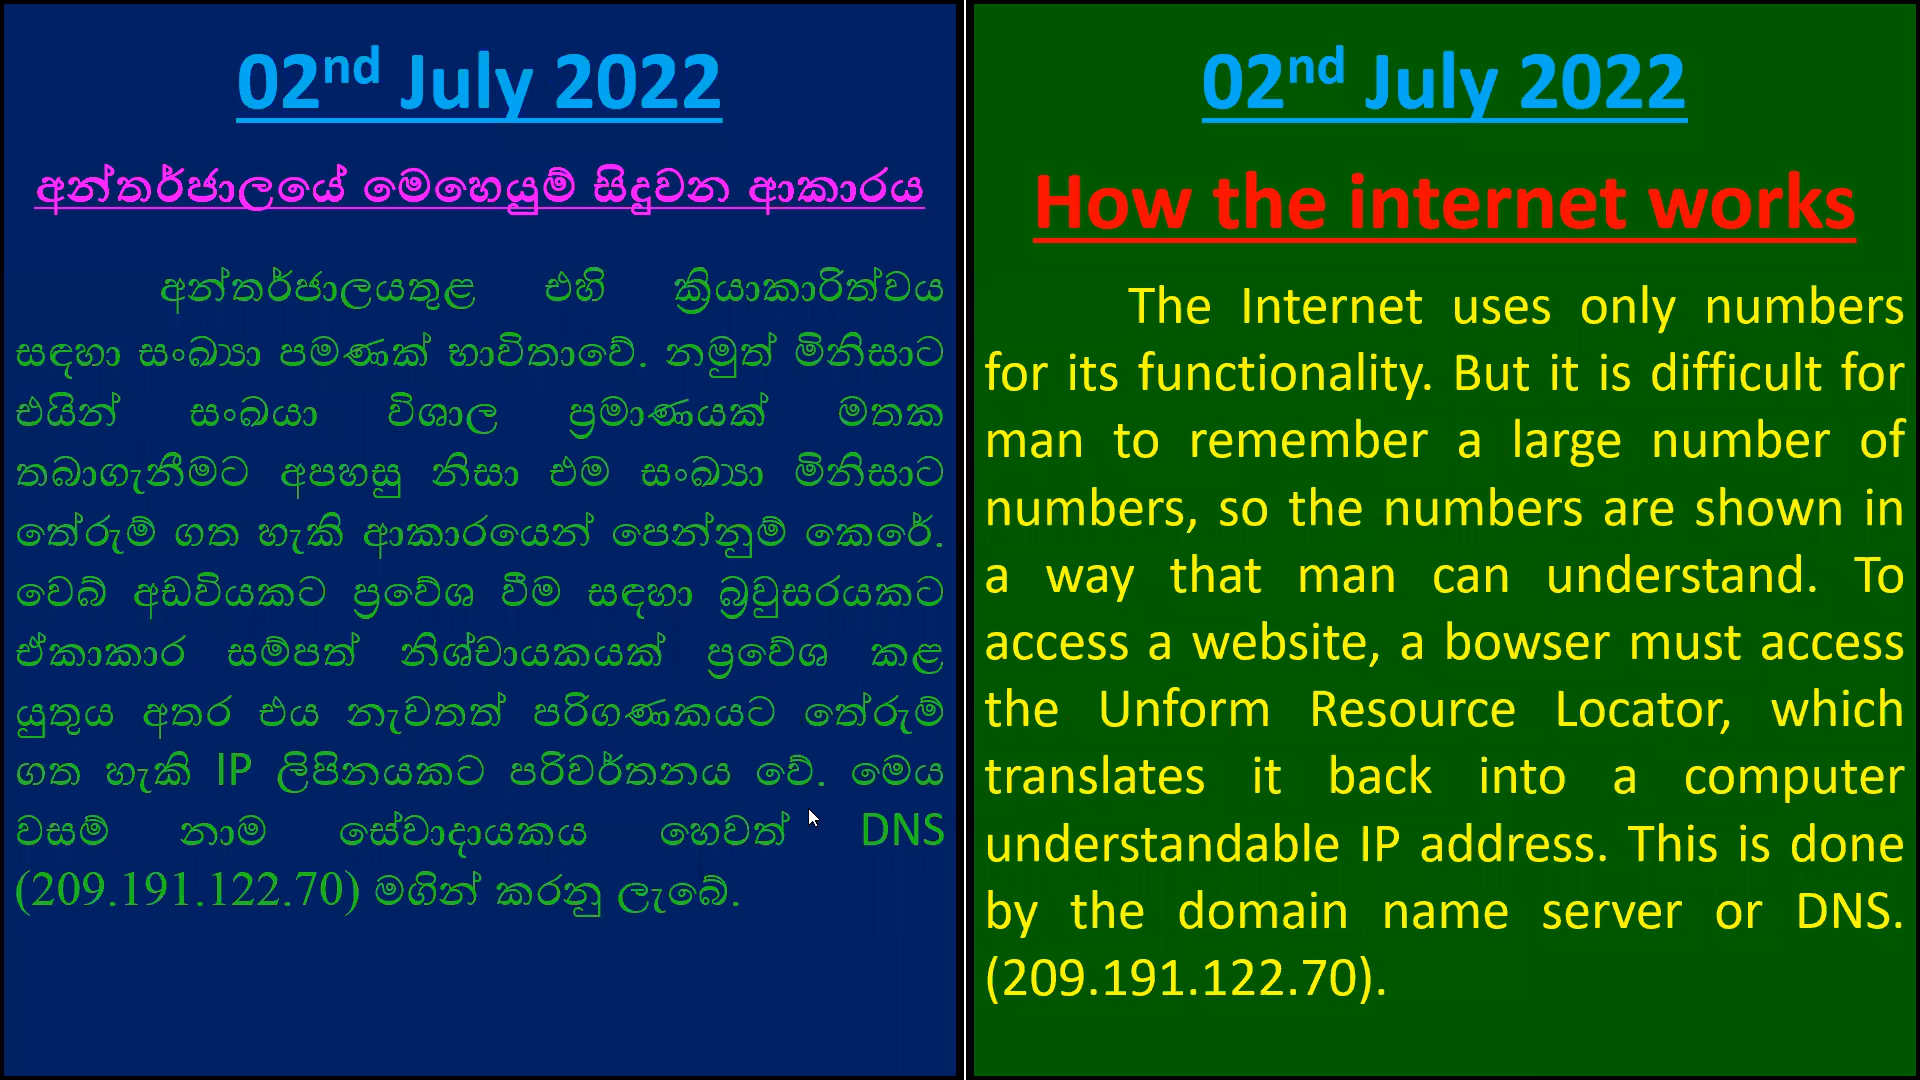 02nd July 2022
අන්තර්ජාලයේ මෙහෙයුම් සිදුවන ආකාරය
අන්තර්ජාලයතුළ එහි ක්‍රියාකාරිත්වය
සඳහා සංඛ්‍යා පමණක් භාවිතාවේ. නමුත් මිනිසාට
එයින් සංඛයා විශාල ප්‍රමාණයක් මතක
තබාගැනීමට අපහසු නිසා එම සංඛ්‍යා මිනිසාට
තේරුම් ගත හැකි ආකාරයෙන් පෙන්නුම් කෙරේ.
වෙබ් අඩවියකට ප්‍රවේශ වීම සඳහා බ්‍රවුසරයකට
ඒකාකාර සම්පත් නිශ්චායකයක් ප්‍රවේශ කළ
යුතුය අතර එය නැවතත් පරිගණකයට තේරුම්
ගත හැකි IP ලිපිනයකට පරිවර්තනය වේ. මෙය
වසම් නාම සේවාදායකය හෙවත් DNS
(209.191.122.70) මගින් කරනු ලැබේ.
02nd July 2022
How the internet works
The Internet uses only numbers
for its functionality. But it is difficult for
man to remember a large number of
numbers, so the numbers are shown in
a way that man can understand. To
access a website, a bowser must access
the Unform Resource Locator, which
translates it back into a computer
understandable IP address. This is done
by the domain name server or DNS.
(209.191.122.70).